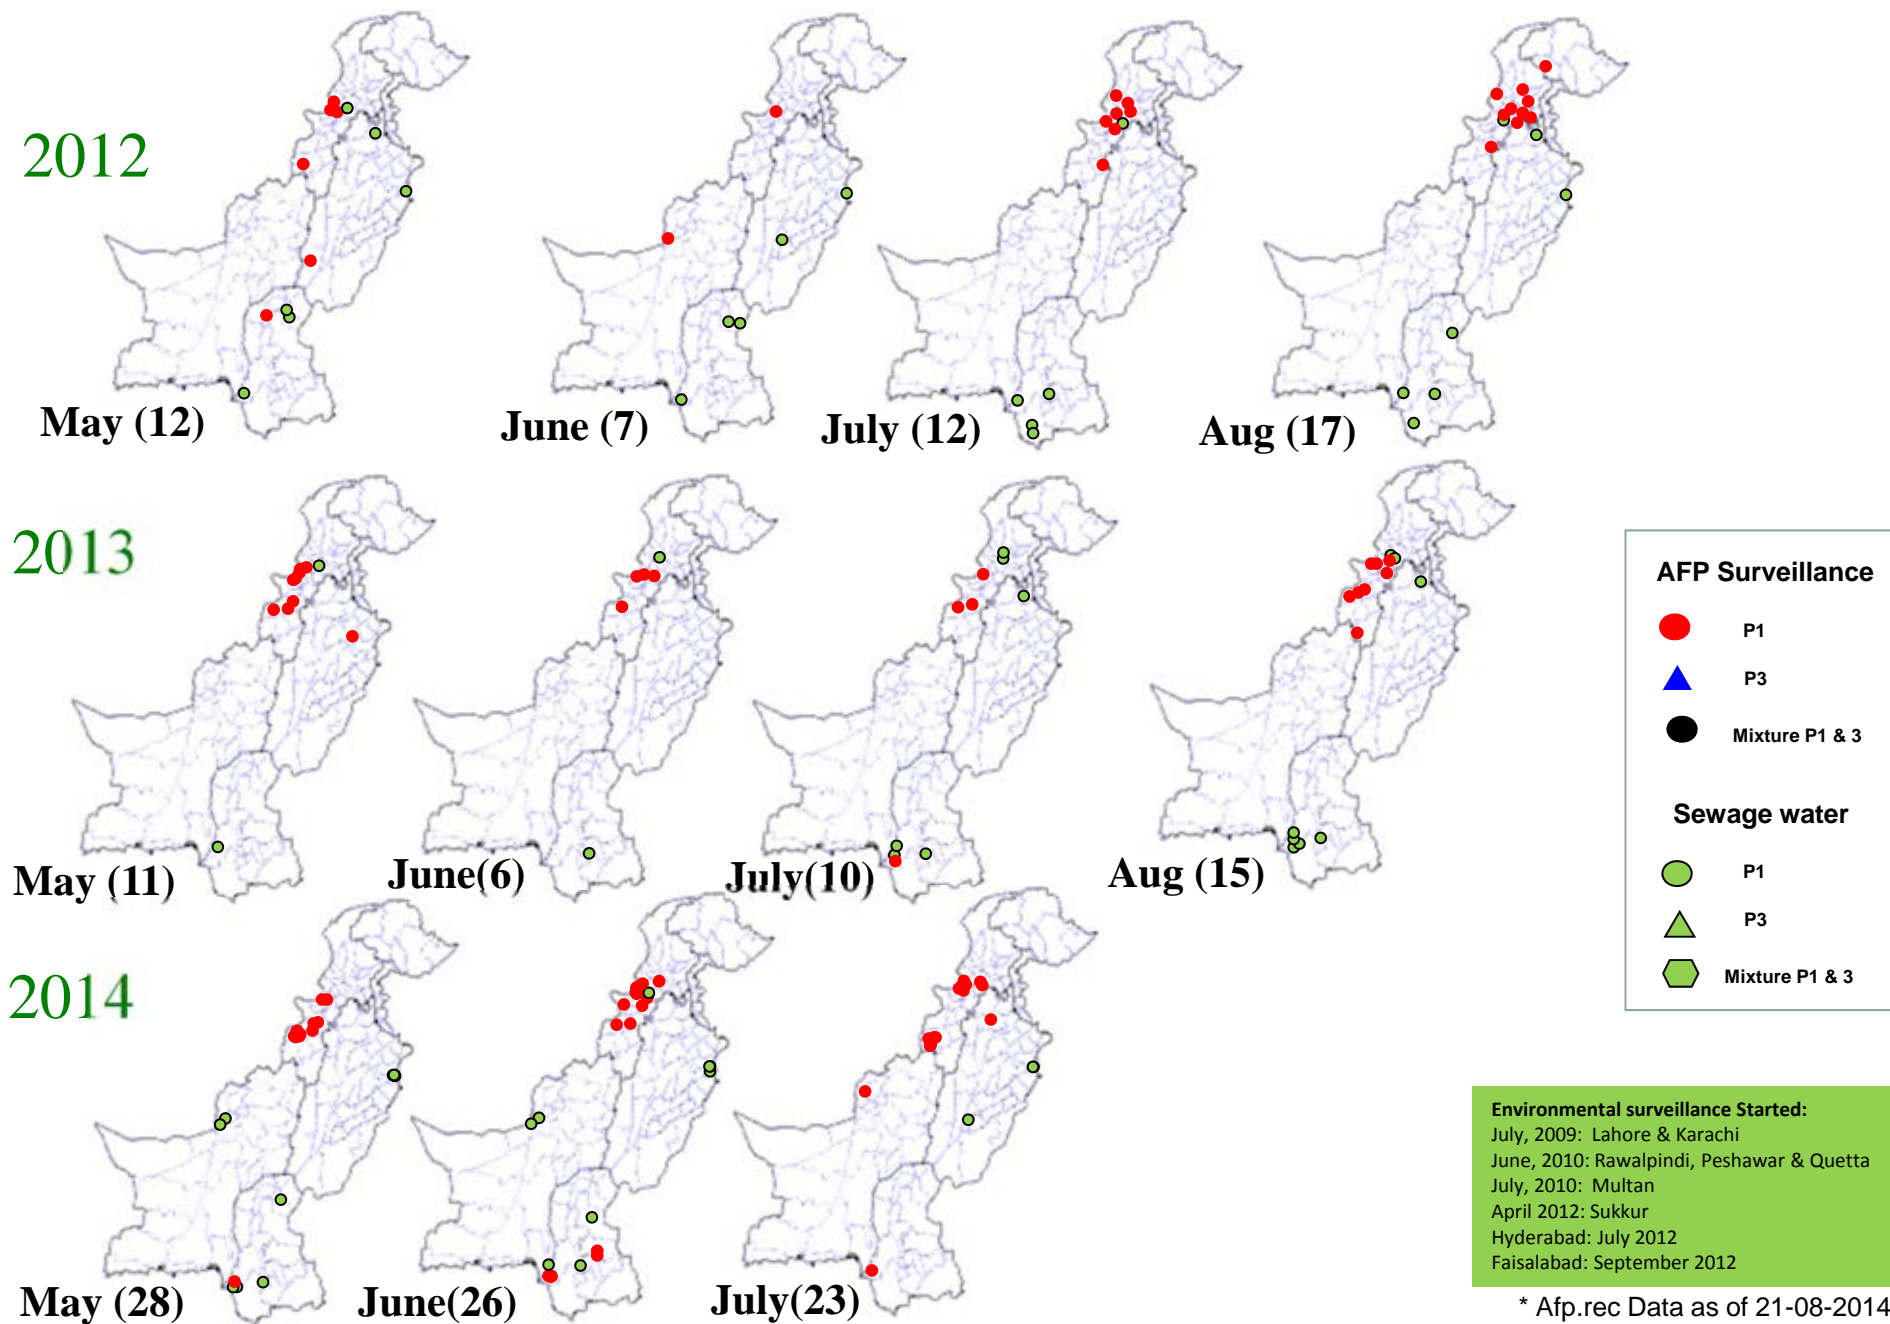 2012
May (12)
June (7)
July (12)
Aug (17)
2013
May (11)
June(6)
July(10)
Aug (15)
2014
May (28)
June(26)
July(23)
AFP Surveillance
P1
P3
Mixture P1 & 3
Sewage water
P1
P3
Mixture P1 & 3
Environmental surveillance Started:
July, 2009: Lahore & Karachi
June, 2010: Rawalpindi, Peshawar & Quetta
July, 2010: Multan
April 2012: Sukkur
Hyderabad: July 2012
Faisalabad: September 2012
* Afp.rec Data as of 21-08-2014